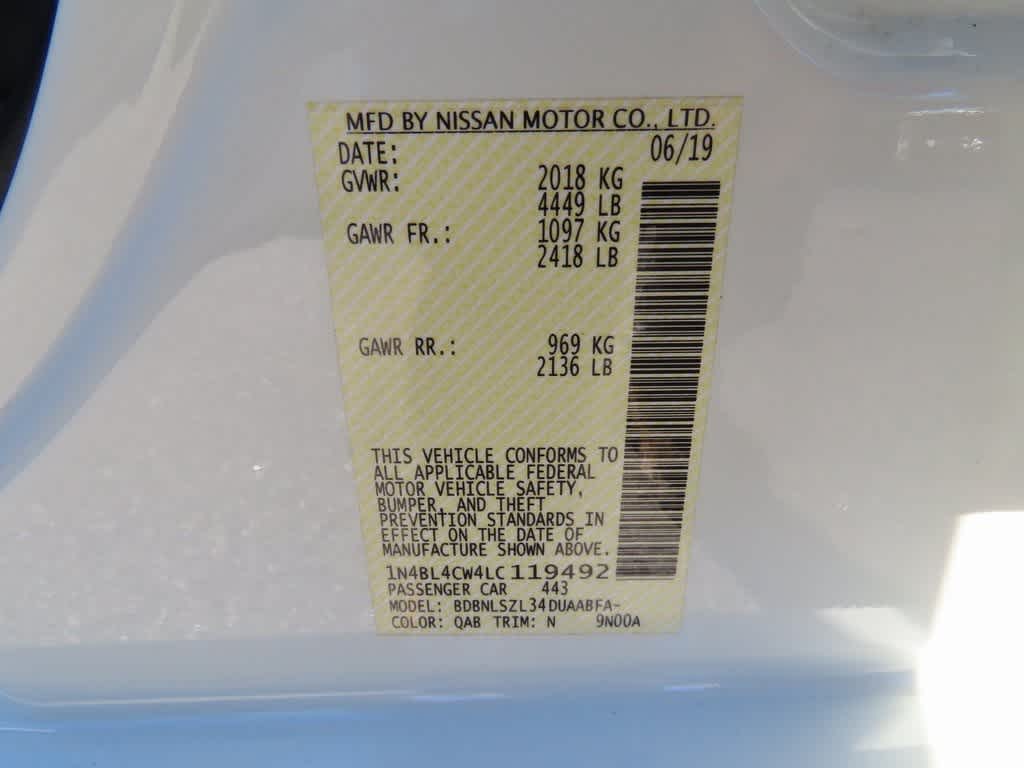 MFD BY NISSAN MOTOR CO., LTD.
DATE: 06/19
GVWR: 2018 KG
4449 LB
GAWR FR.: 1097 KG
2418 LB
GAWR RR.: 969 KG
2136 LB
THIS VEHICLE CONFORMS TO
ALL APPLICABLE FEDERAL
MOTOR VEHICLE SAFETY,
BUMPER, AND THEFT
PREVENTION STANDARDS IN
EFFECT ON THE DATE OF
MANUFACTURE SHOWN ABOVE.
1N4BL4CW4LC119492
PASSENGER CAR 443
MODEL: BDBNLSZL34DUAABFA-
COLOR: QAB TRIM: N 9N00A